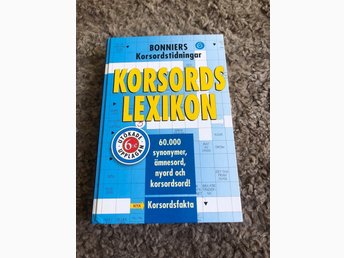 BONNIERS
Korsordstidningar
KORSORDS
LEXIKON
UTÖKADE
6:e
UPPLAGAN
60.000
synonymer,
ämnesord,
nyord och
korsordsord!
Korsordsfakta